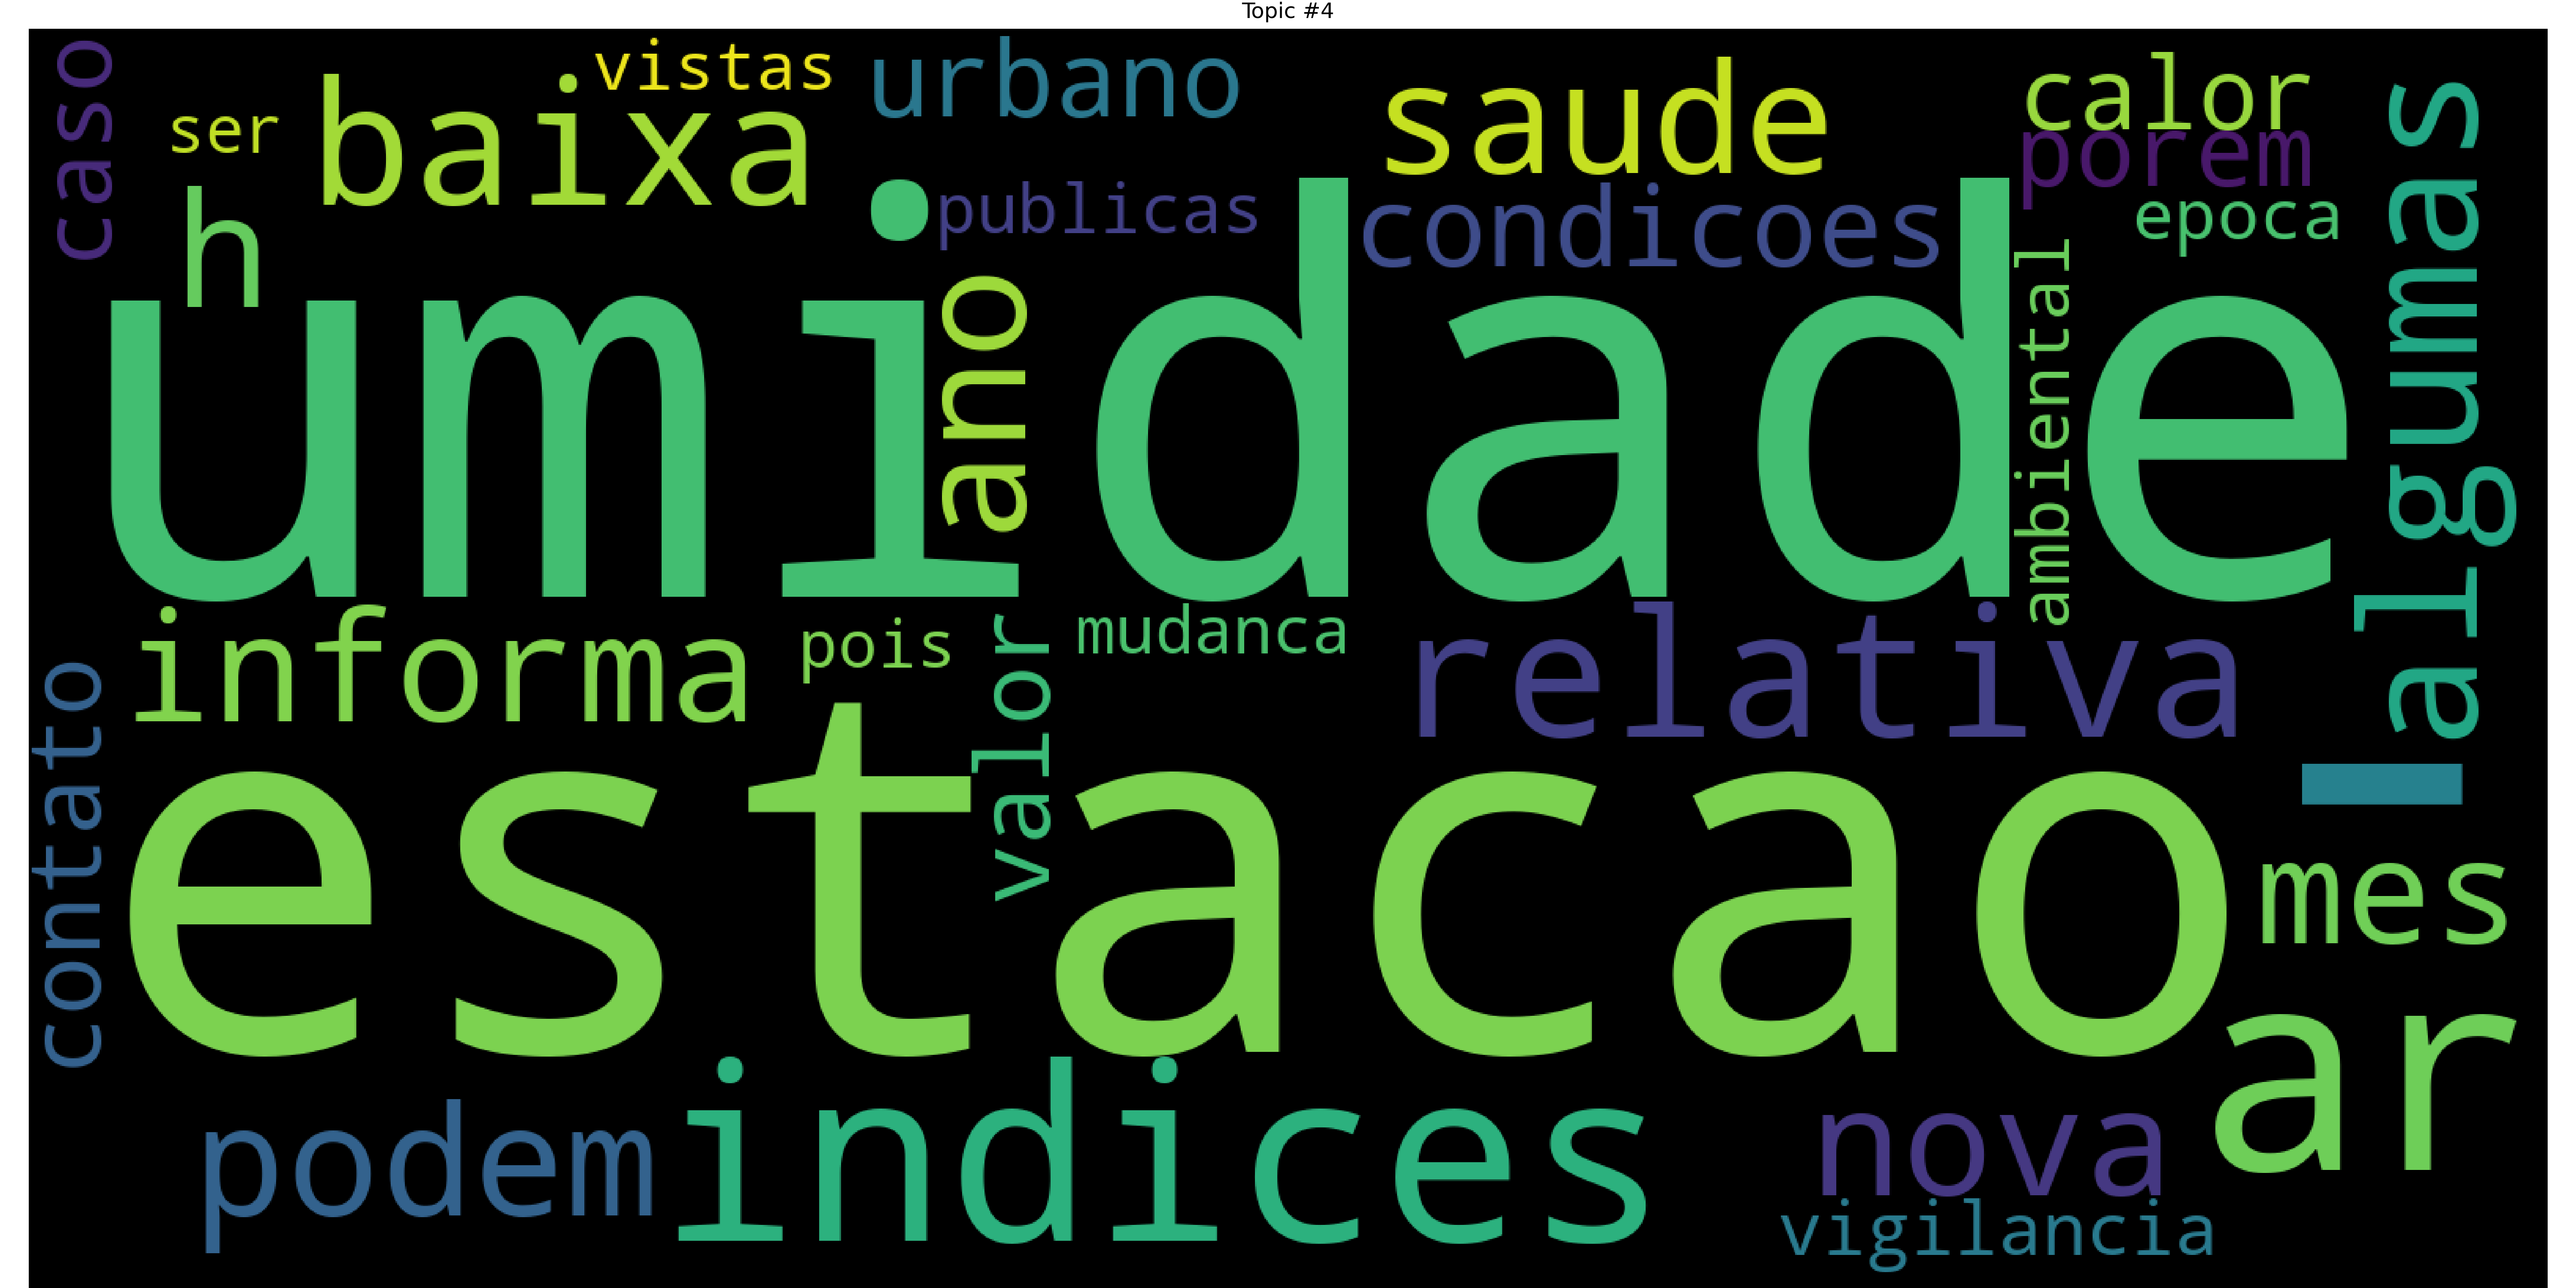 Topic #4
caso
vistas
urbano
saude
calor
algumas
ser
baixa
porem
h
publicas
condicoes
epoca
umidade
ano
ambiental
informa
pois
valor
mudanca
relativa
contato
estacao
mes
ar
podem
indices
nova
vigilancia